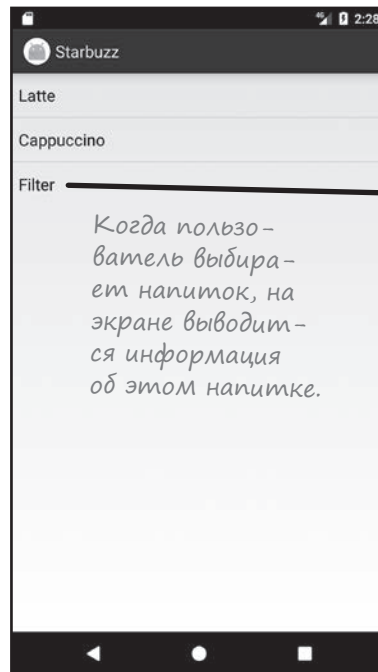 2:28
Starbuzz
Latte
Cappuccino
Filter
Когда пользо-
ватель выбира-
ет напиток, на
экране выводит-
ся информация
об этом напитке.